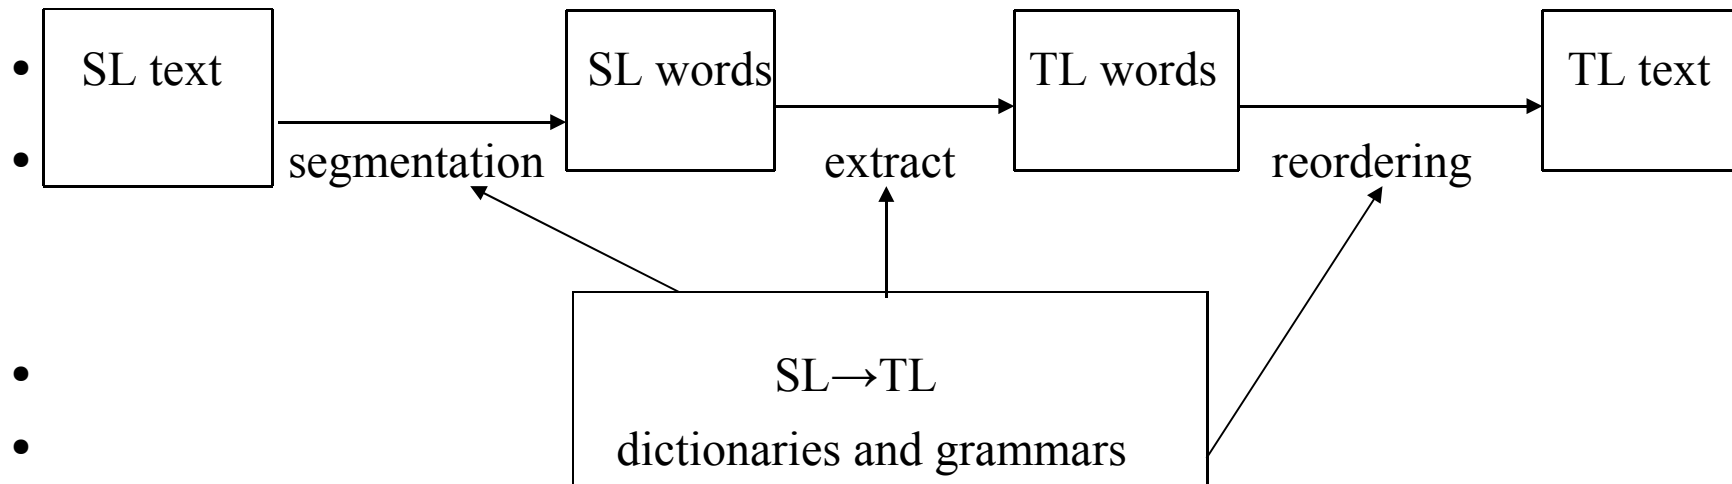 • SL text SL words TL words TL text
• segmentation extract reordering
• SL→TL
• dictionaries and grammars